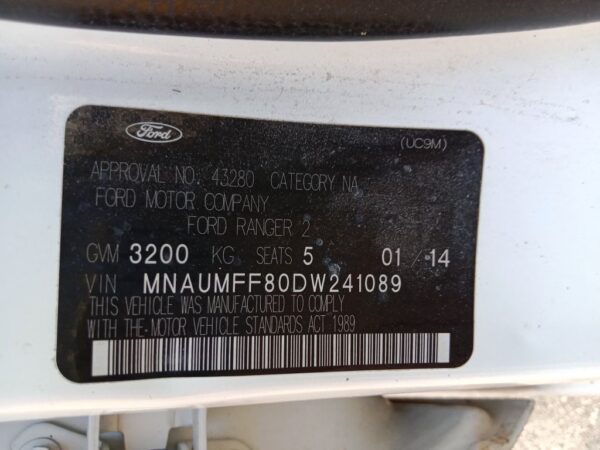 Ford
(UC9M)
APPROVAL NO. 43280 CATEGORY NA
FORD MOTOR COMPANY
FORD RANGER 2
GVM 3200 KG SEATS 5 01 / 14
VIN MNAUMFF80DW241089
THIS VEHICLE WAS MANUFACTURED TO COMPLY
WITH THE MOTOR VEHICLE STANDARDS ACT 1989